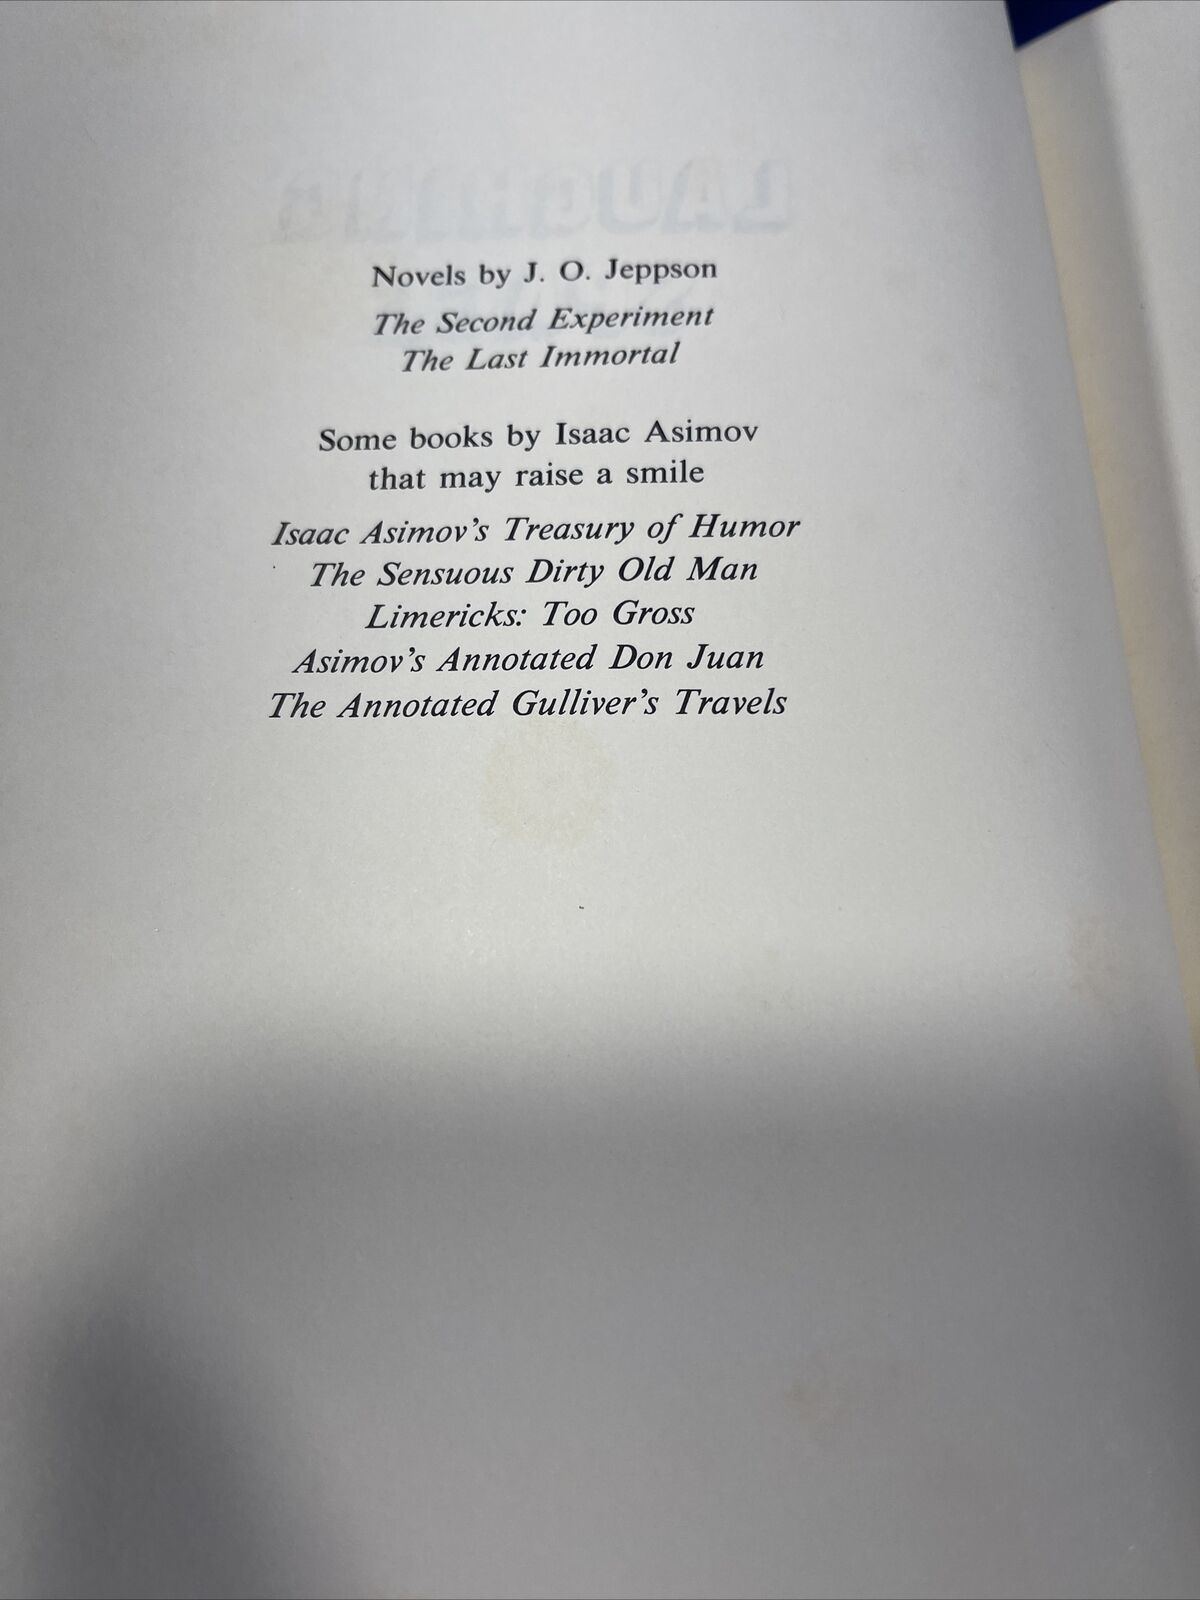 LAUGHING
Novels by J. O. Jeppson
The Second Experiment
The Last Immortal
Some books by Isaac Asimov
that may raise a smile
Isaac Asimov's Treasury of Humor
The Sensuous Dirty Old Man
Limericks: Too Gross
Asimov's Annotated Don Juan
The Annotated Gulliver's Travels